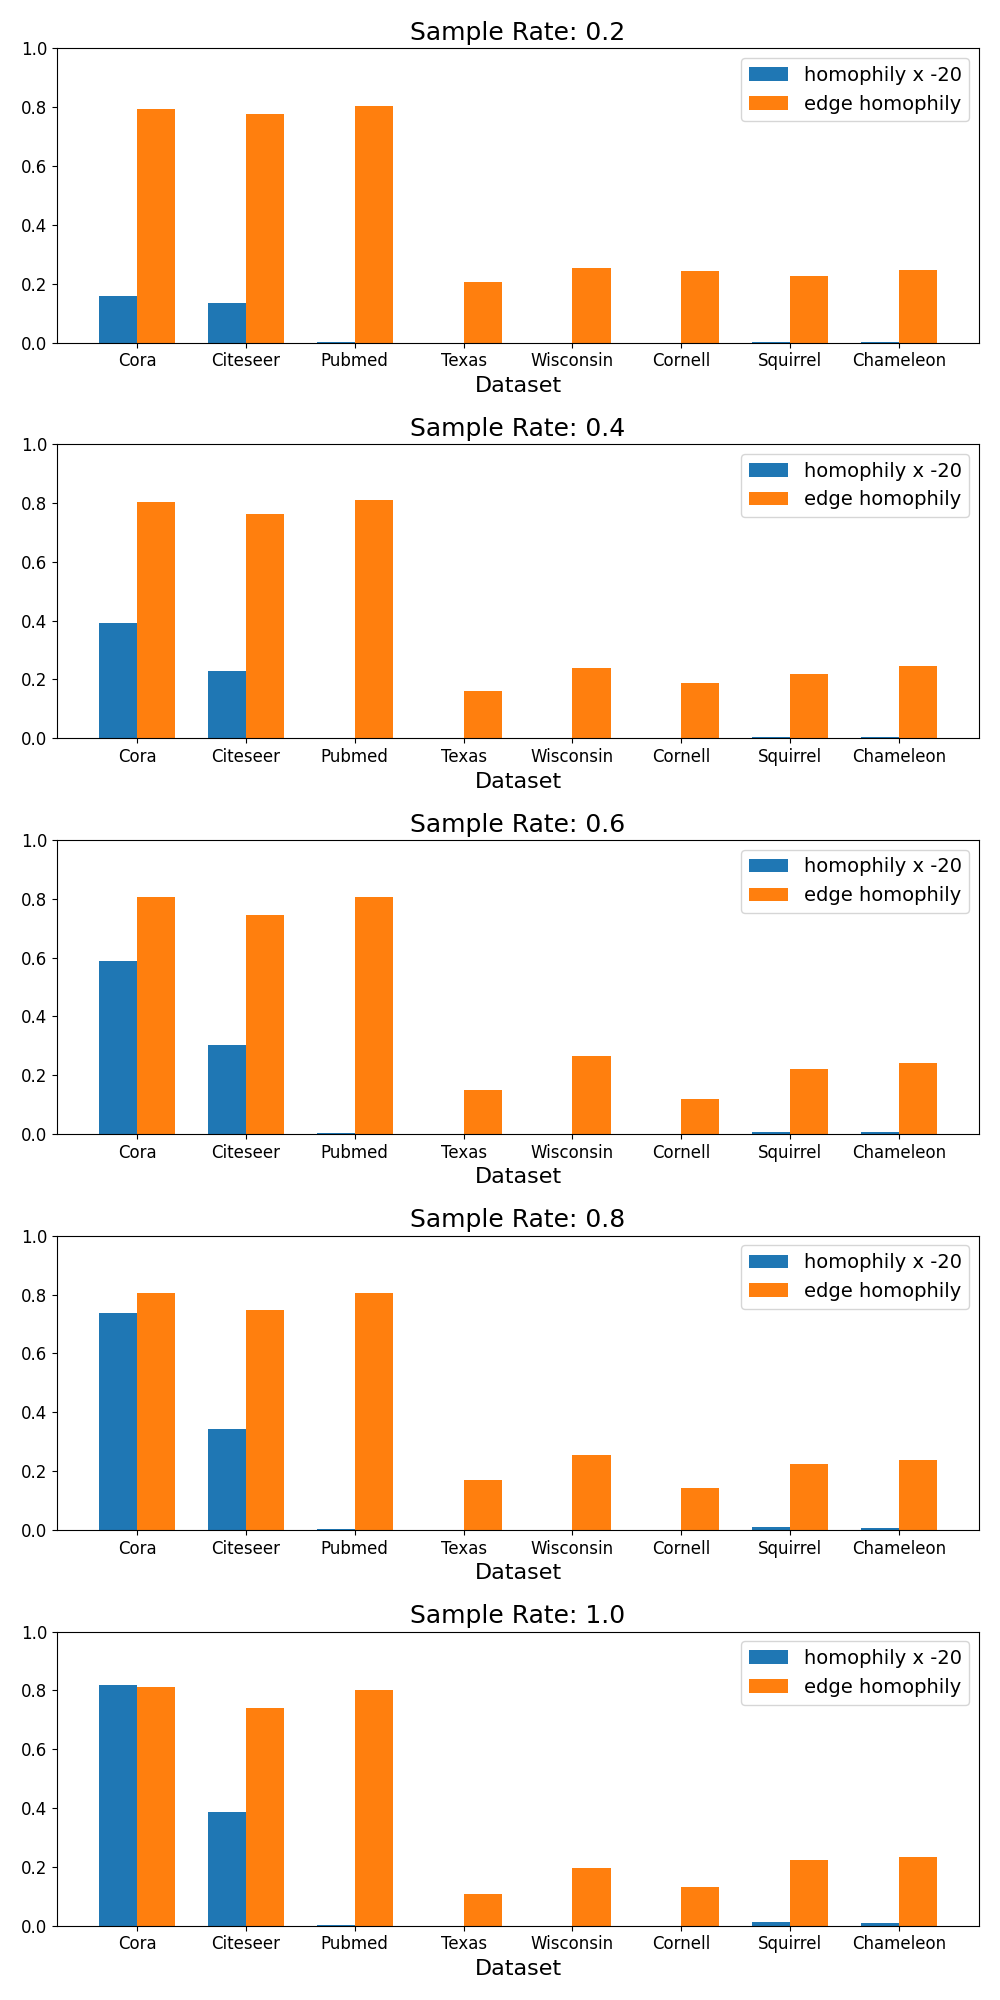 Sample Rate: 0.2
1.0
0.8
0.6
0.4
0.2
0.0
homophily x -20
edge homophily
Cora Citeseer Pubmed Texas Wisconsin Cornell Squirrel Chameleon
Dataset
Sample Rate: 0.4
1.0
0.8
0.6
0.4
0.2
0.0
homophily x -20
edge homophily
Cora Citeseer Pubmed Texas Wisconsin Cornell Squirrel Chameleon
Dataset
Sample Rate: 0.6
1.0
0.8
0.6
0.4
0.2
0.0
homophily x -20
edge homophily
Cora Citeseer Pubmed Texas Wisconsin Cornell Squirrel Chameleon
Dataset
Sample Rate: 0.8
1.0
0.8
0.6
0.4
0.2
0.0
homophily x -20
edge homophily
Cora Citeseer Pubmed Texas Wisconsin Cornell Squirrel Chameleon
Dataset
Sample Rate: 1.0
1.0
0.8
0.6
0.4
0.2
0.0
homophily x -20
edge homophily
Cora Citeseer Pubmed Texas Wisconsin Cornell Squirrel Chameleon
Dataset